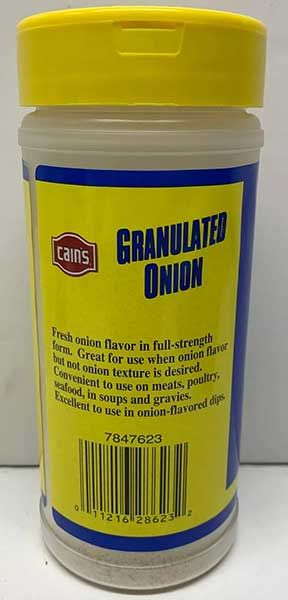 Cain's
GRANULATED
ONION
Fresh onion flavor in full-strength
form. Great for use when onion flavor
but not onion texture is desired.
Convenient to use on meats, poultry,
seafood, in soups and gravies.
Excellent to use in onion-flavored dips.
7847623
0 11216 28623 2